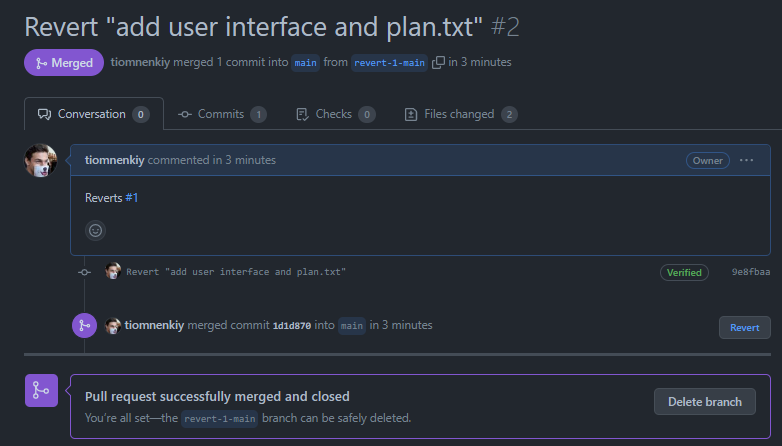 Revert "add user interface and plan.txt" #2
Merged tiomnenkiy merged 1 commit into main from revert-1-main in 3 minutes
Conversation 0 Commits 1 Checks 0 Files changed 2
tiomnenkiy commented in 3 minutes Owner ...
Reverts #1
Revert "add user interface and plan.txt" Verified 9e8fbaa
tiomnenkiy merged commit 1d1d870 into main in 3 minutes Revert
Pull request successfully merged and closed
You're all set—the revert-1-main branch can be safely deleted.
Delete branch